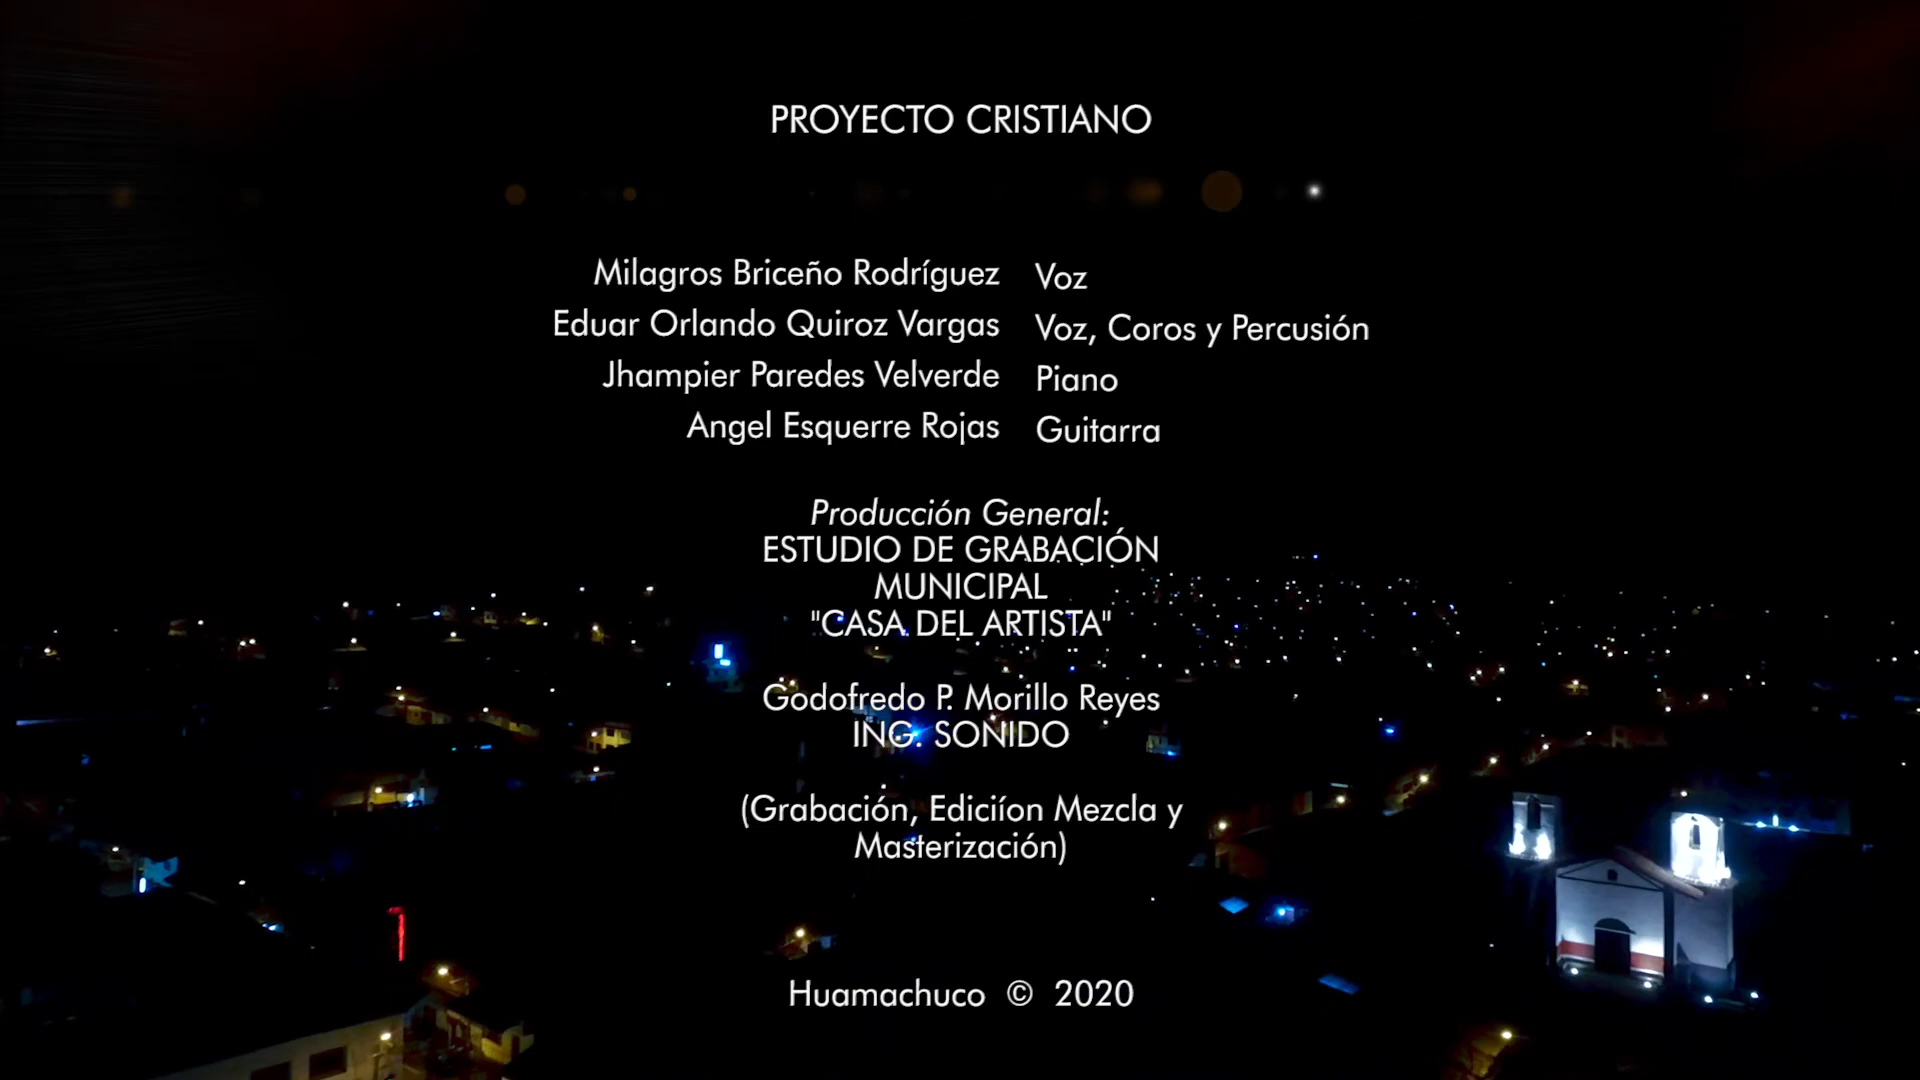 PROYECTO CRISTIANO
Milagros Briceño Rodríguez Voz
Eduar Orlando Quiroz Vargas Voz, Coros y Percusión
Jhampier Paredes Velverde Piano
Angel Esquerre Rojas Guitarra
Producción General:
ESTUDIO DE GRABACIÓN
MUNICIPAL
"CASA DEL ARTISTA"
Godofredo P. Morillo Reyes
ING. SONIDO
(Grabación, Ediciíon Mezcla y
Masterización)
Huamachuco © 2020